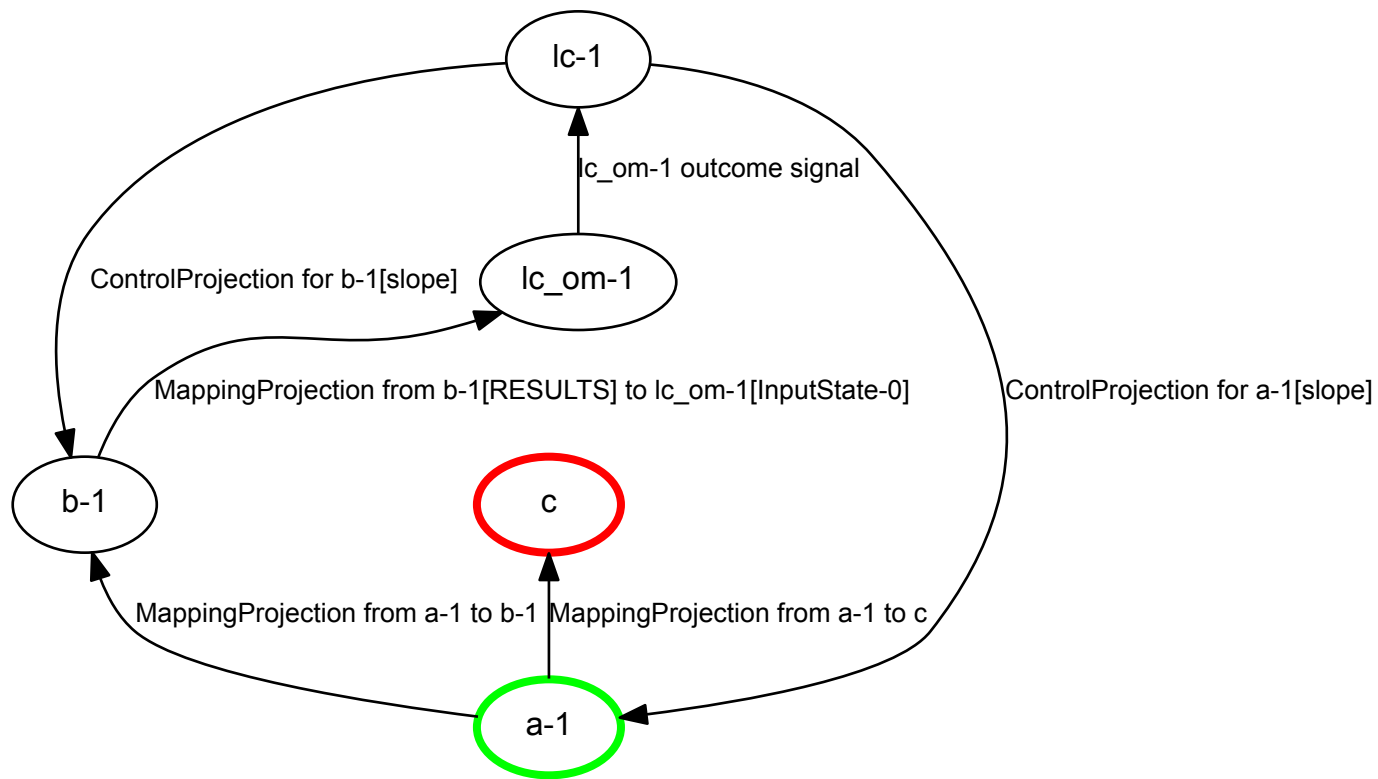 lc-1
lc_om-1 outcome signal
ControlProjection for b-1[slope]
lc_om-1
MappingProjection from b-1[RESULTS] to lc_om-1[InputState-0]
ControlProjection for a-1[slope]
b-1
c
MappingProjection from a-1 to b-1
MappingProjection from a-1 to c
a-1